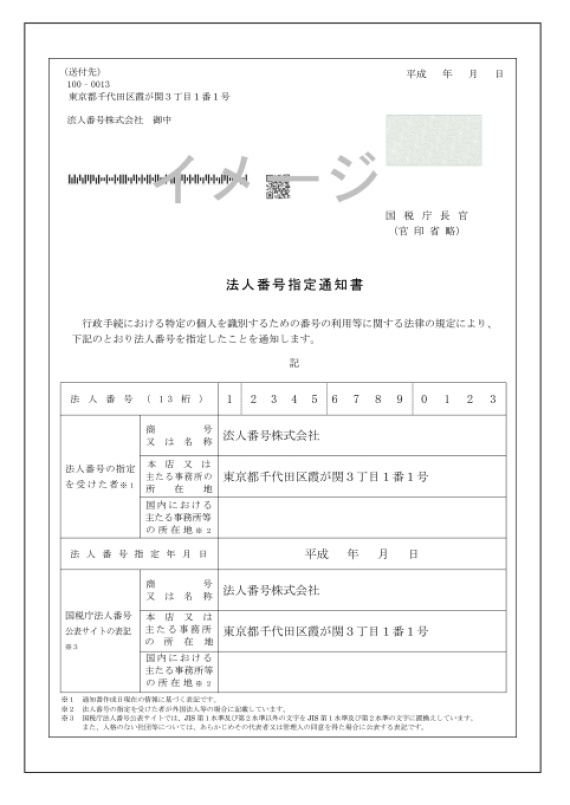 (送付先)
平成　年　月　日
100 - 0013
東京都千代田区霞が関3丁目1番1号
法人番号株式会社　御中
イメージ
国税庁長官
(官印省略)
法人番号指定通知書
行政手続における特定の個人を識別するための番号の利用等に関する法律の規定により、
下記のとおり法人番号を指定したことを通知します。
記
法人番号 (13桁) 1 2 3 4 5 6 7 8 9 0 1 2 3
法人番号の指定
を受けた者※1
商号
又は名称
法人番号株式会社
本店又は
主たる事務所の
所在地
東京都千代田区霞が関3丁目1番1号
国内における
主たる事務所等
の所在地※2
法人番号指定年月日 平成　年　月　日
国税庁法人番号
公表サイトの表記
※3
商号
又は名称
法人番号株式会社
本店又は
主たる事務所
の所在地
東京都千代田区霞が関3丁目1番1号
国内における
主たる事務所等
の所在地※2
※1　通知書作成日現在の情報に基づく表記です。
※2　法人番号の指定を受けた者が外国法人等の場合に記載しています。
※3　国税庁法人番号公表サイトでは、JIS第1水準及び第2水準以外の文字をJIS第1水準及び第2水準の文字に置換えしています。
また、人格のない社団等については、あらかじめその代表者又は管理人の同意を得た場合に公表する表記です。